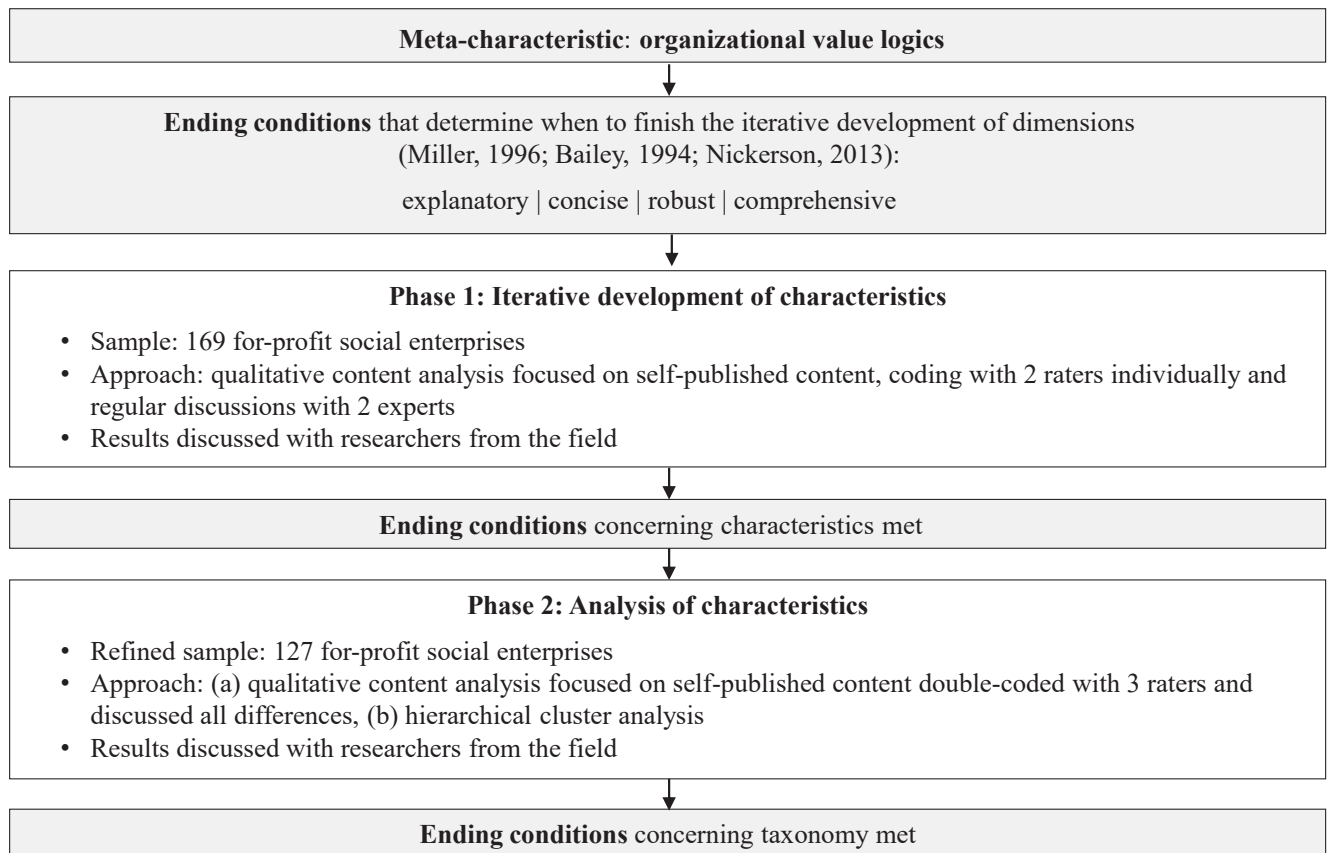 Meta-characteristic: organizational value logics
Ending conditions that determine when to finish the iterative development of dimensions
(Miller, 1996; Bailey, 1994; Nickerson, 2013):
explanatory | concise | robust | comprehensive
Phase 1: Iterative development of characteristics
• Sample: 169 for-profit social enterprises
• Approach: qualitative content analysis focused on self-published content, coding with 2 raters individually and
regular discussions with 2 experts
• Results discussed with researchers from the field
Ending conditions concerning characteristics met
Phase 2: Analysis of characteristics
• Refined sample: 127 for-profit social enterprises
• Approach: (a) qualitative content analysis focused on self-published content double-coded with 3 raters and
discussed all differences, (b) hierarchical cluster analysis
• Results discussed with researchers from the field
Ending conditions concerning taxonomy met